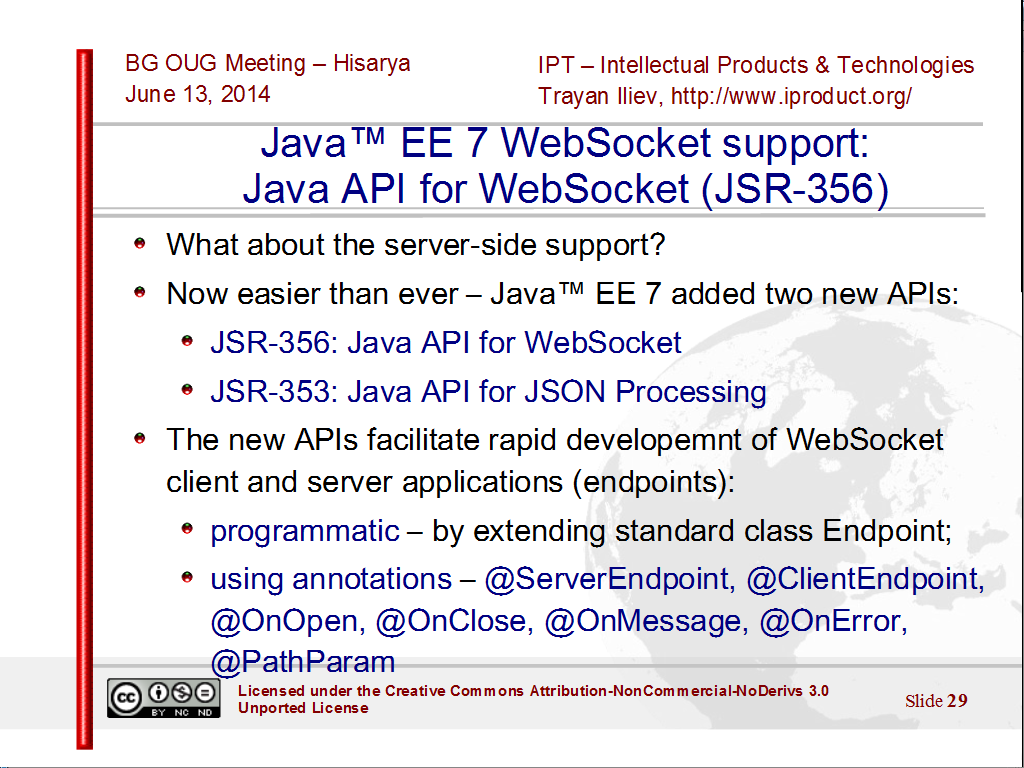 BG OUG Meeting – Hisarya
June 13, 2014
IPT – Intellectual Products & Technologies
Trayan Iliev, http://www.iproduct.org/
Java™ EE 7 WebSocket support:
Java API for WebSocket (JSR-356)
What about the server-side support?
Now easier than ever – Java™ EE 7 added two new APIs:
JSR-356: Java API for WebSocket
JSR-353: Java API for JSON Processing
The new APIs facilitate rapid developemnt of WebSocket
client and server applications (endpoints):
programmatic – by extending standard class Endpoint;
using annotations – @ServerEndpoint, @ClientEndpoint,
@OnOpen, @OnClose, @OnMessage, @OnError,
@PathParam
cc
BY NC ND
Licensed under the Creative Commons Attribution-NonCommercial-NoDerivs 3.0
Unported License
Slide 29